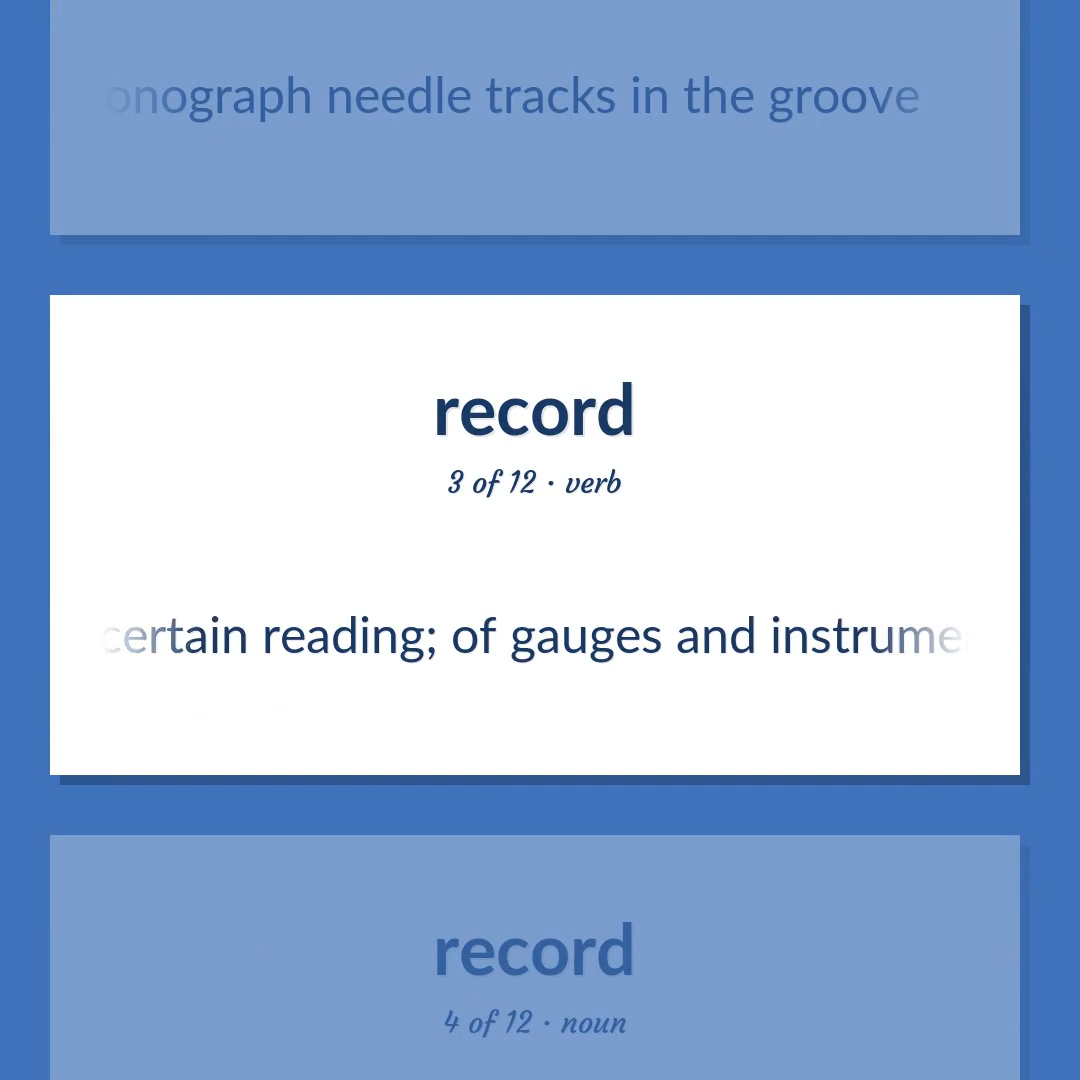 onograph needle tracks in the groove
record
3 of 12 · verb
certain reading; of gauges and instrume
record
4 of 12 · noun